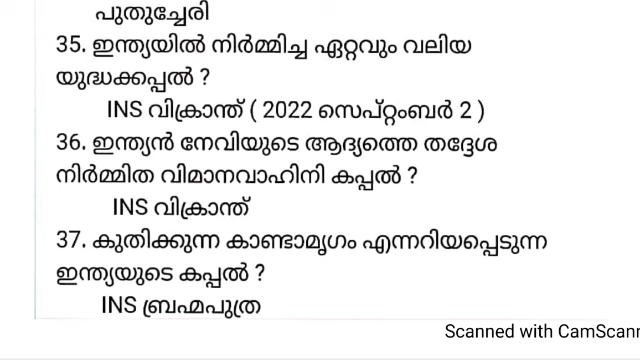 പുതുച്ചേരി
35. ഇന്ത്യയിൽ നിർമ്മിച്ച ഏറ്റവും വലിയ
യുദ്ധക്കപ്പൽ ?
INS വിക്രാന്ത് ( 2022 സെപ്റ്റംബർ 2 )
36. ഇന്ത്യൻ നേവിയുടെ ആദ്യത്തെ തദ്ദേശ
നിർമ്മിത വിമാനവാഹിനി കപ്പൽ ?
INS വിക്രാന്ത്
37. കുതിക്കുന്ന കാണ്ടാമൃഗം എന്നറിയപ്പെടുന്ന
ഇന്ത്യയുടെ കപ്പൽ ?
INS ബ്രഹ്മപുത്ര
Scanned with CamScann